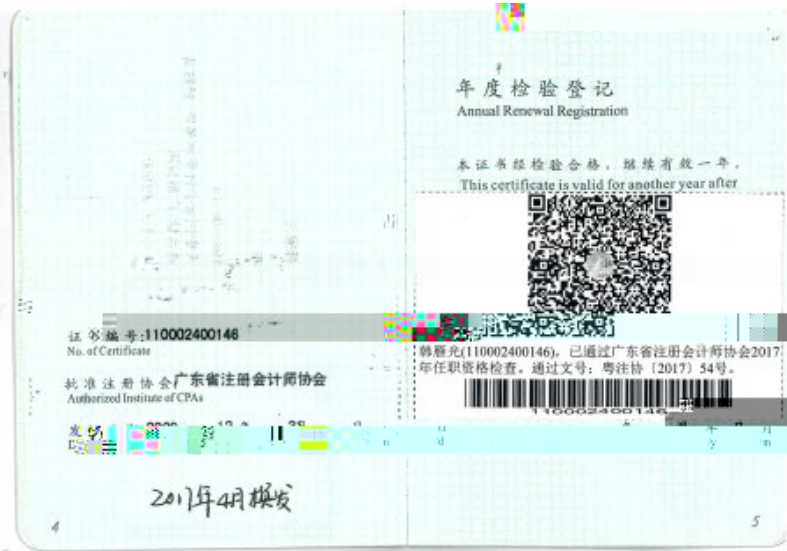 证书编号:110002400146
No. of Certificate
批准注册协会广东省注册会计师协会
Authorized Institute of CPAs
2017年4月换发
4
年度检验登记
Annual Renewal Registration
本证书经检验合格，继续有效一年。
This certificate is valid for another year after
韩雁光(110002400146)，已通过广东省注册会计师协会2017
年任职资格检查。通过文号：粤注协〔2017〕54号。
110002400146
5